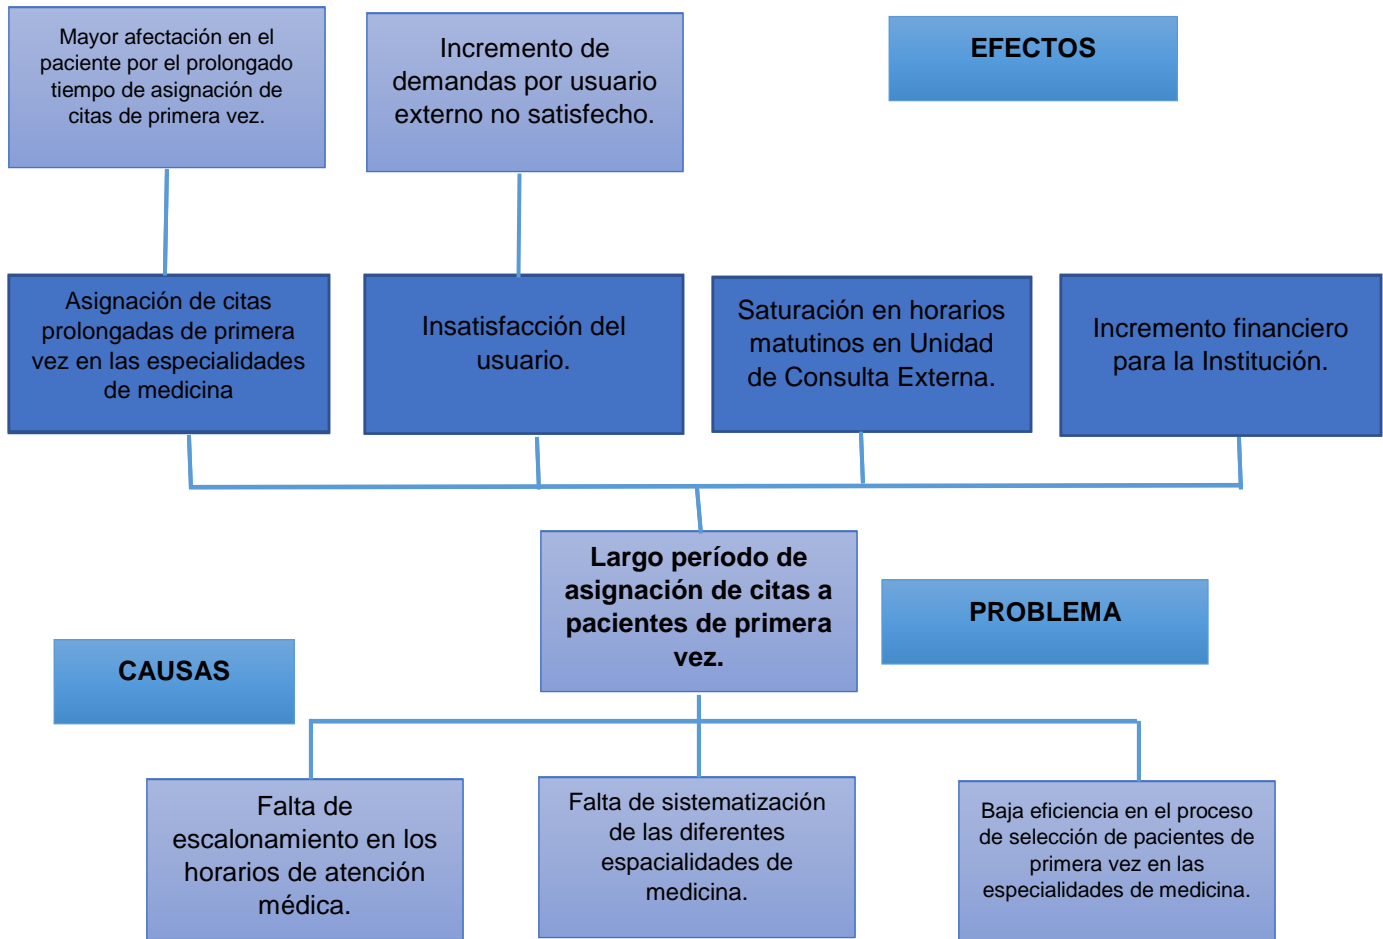 Mayor afectación en el
paciente por el prolongado
tiempo de asignación de
citas de primera vez.
Incremento de
demandas por usuario
externo no satisfecho.
EFECTOS
Asignación de citas
prolongadas de primera
vez en las especialidades
de medicina
Insatisfacción del
usuario.
Saturación en horarios
matutinos en Unidad
de Consulta Externa.
Incremento financiero
para la Institución.
Largo período de
asignación de citas a
pacientes de primera
vez.
PROBLEMA
CAUSAS
Falta de
escalonamiento en los
horarios de atención
médica.
Falta de sistematización
de las diferentes
espacialidades de
medicina.
Baja eficiencia en el proceso
de selección de pacientes de
primera vez en las
especialidades de medicina.